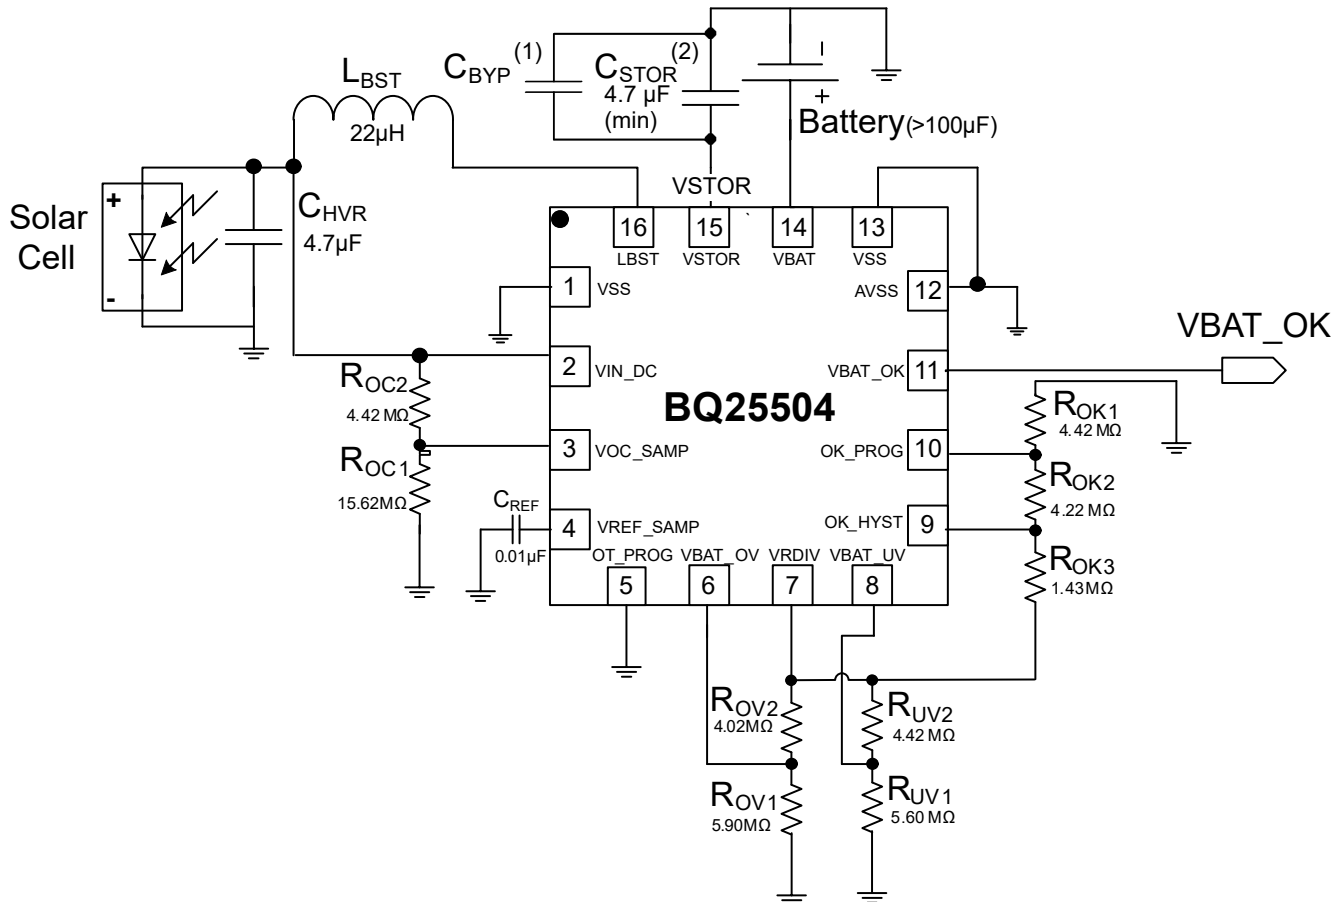 (1)
(2)
CBYP
CSTOR
4.7 µF
(min)
LBST
22µH
Battery(>100µF)
VSTOR
Solar
Cell
+
-
CHVR
4.7µF
16
LBST
15
VSTOR
14
VBAT
13
VSS
1
VSS
12
AVSS
2
VIN_DC
11
VBAT_OK
VBAT_OK
BQ25504
ROC2
4.42 MΩ
3
VOC_SAMP
10
OK_PROG
ROK1
4.42 MΩ
ROC1
15.62MΩ
ROK2
4.22 MΩ
CREF
0.01µF
4
VREF_SAMP
9
OK_HYST
ROK3
1.43MΩ
OT_PROG
VBAT_OV
VRDIV
VBAT_UV
5
6
7
8
ROV2
4.02MΩ
RUV2
4.42 MΩ
ROV1
5.90MΩ
RUV1
5.60 MΩ